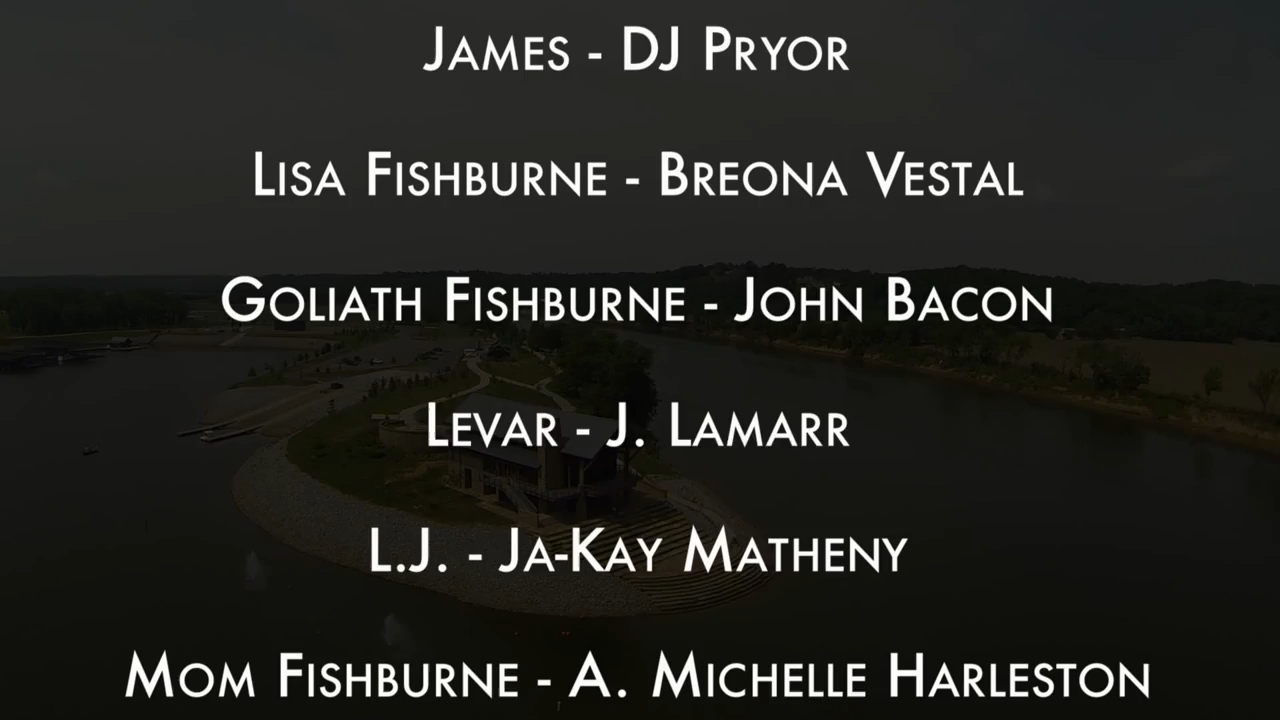 James - DJ Pryor
Lisa Fishburne - Breona Vestal
Goliath Fishburne - John Bacon
Levar - J. Lamarr
L.J. - Ja-Kay Matheny
Mom Fishburne - A. Michelle Harleston